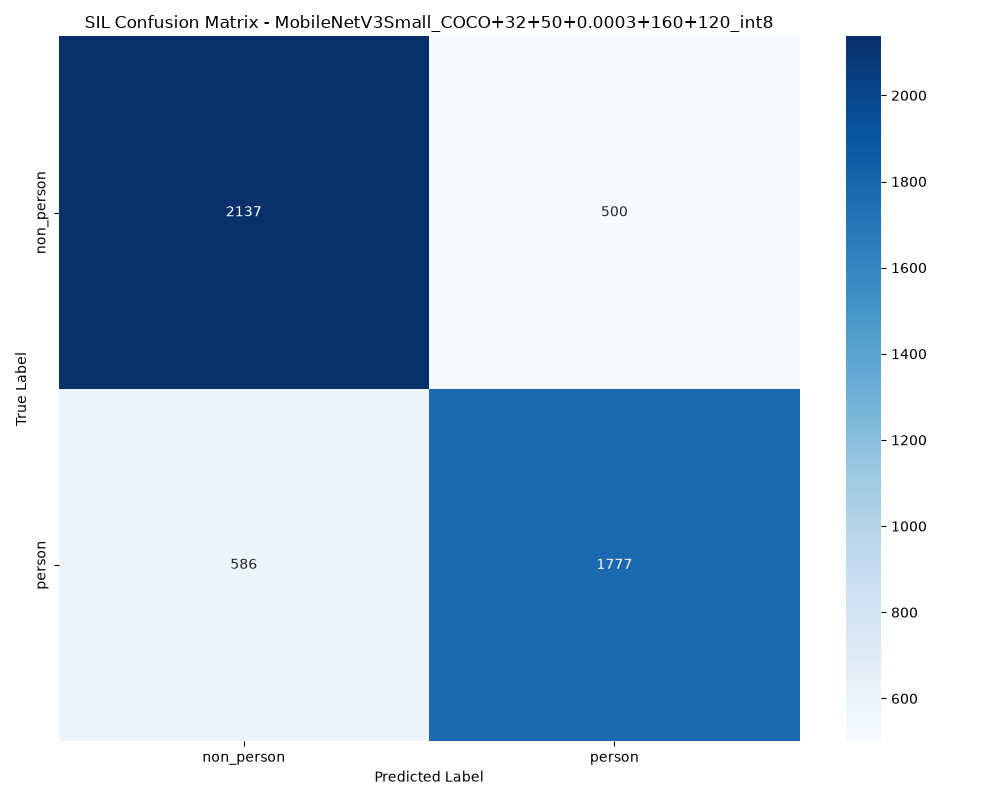 SIL Confusion Matrix - MobileNetV3Small_COCO+32+50+0.0003+160+120_int8
True Label
non_person
person
2137
500
586
1777
non_person
person
Predicted Label
2000
1800
1600
1400
1200
1000
800
600